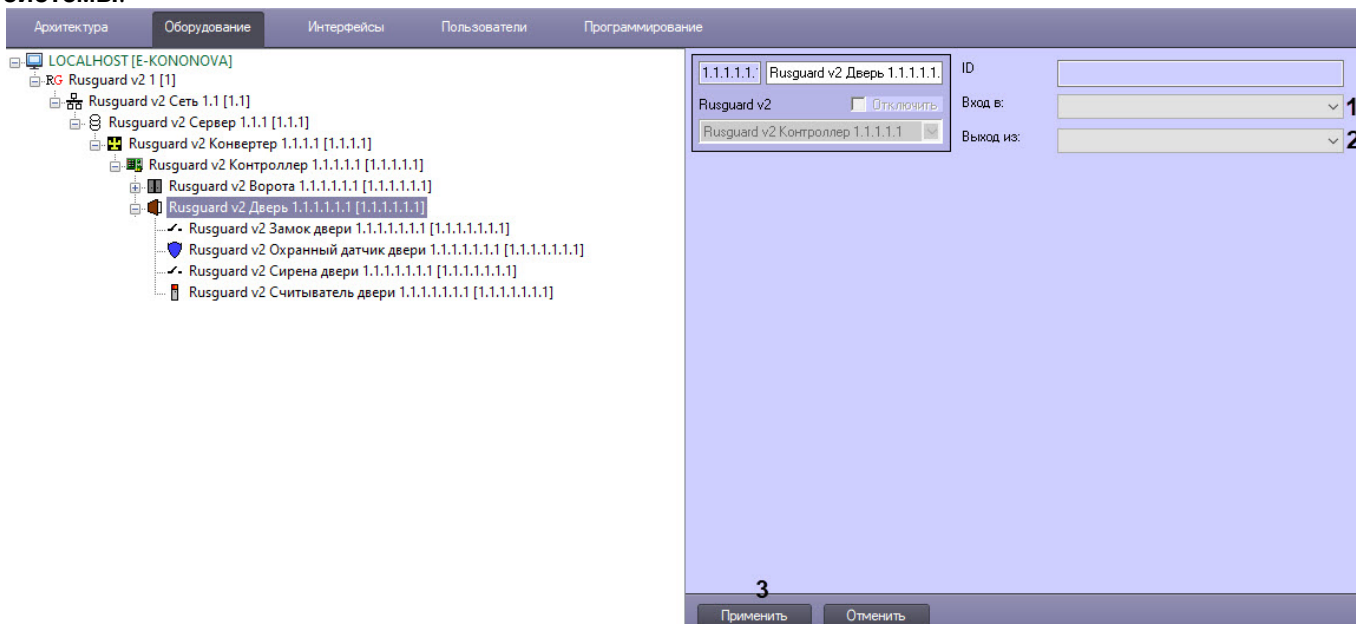 системы.
Архитектура Оборудование Интерфейсы Пользователи Программирование
LOCALHOST [E-KONONOVA]
RG Rusguard v2 1 [1]
Rusguard v2 Сеть 1.1 [1.1]
Rusguard v2 Сервер 1.1.1 [1.1.1]
Rusguard v2 Конвертер 1.1.1.1 [1.1.1.1]
Rusguard v2 Контроллер 1.1.1.1.1 [1.1.1.1.1]
Rusguard v2 Ворота 1.1.1.1.1.1 [1.1.1.1.1.1]
Rusguard v2 Дверь 1.1.1.1.1.1 [1.1.1.1.1.1]
Rusguard v2 Замок двери 1.1.1.1.1.1.1 [1.1.1.1.1.1.1]
Rusguard v2 Охранный датчик двери 1.1.1.1.1.1.1 [1.1.1.1.1.1.1]
Rusguard v2 Сирена двери 1.1.1.1.1.1.1 [1.1.1.1.1.1.1]
Rusguard v2 Считыватель двери 1.1.1.1.1.1.1 [1.1.1.1.1.1.1]
1.1.1.1.1. Rusguard v2 Дверь 1.1.1.1.1.
Rusguard v2 Отключить
Rusguard v2 Контроллер 1.1.1.1.1
ID
Вход в: 1
Выход из: 2
3
Применить Отменить